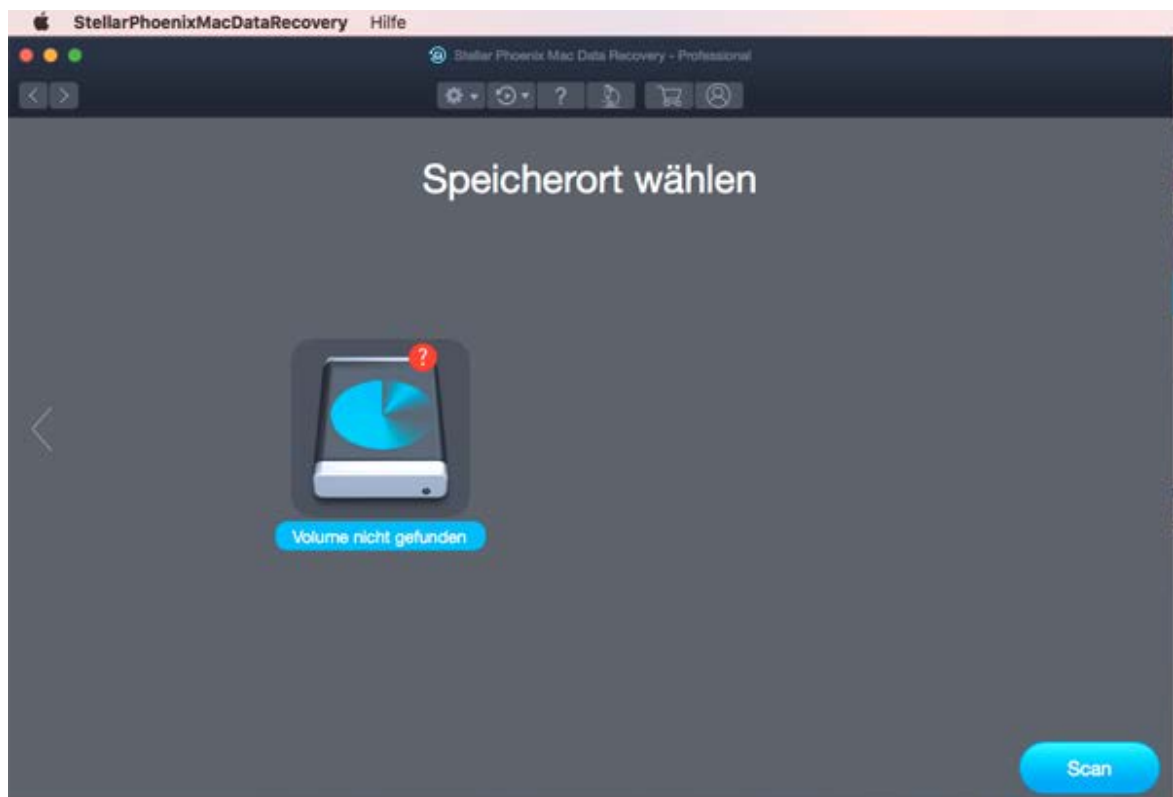 StellarPhoenixMacDataRecovery Hilfe
Stellar Phoenix Mac Data Recovery - Professional
?
Speicherort wählen
?
Volume nicht gefunden
Scan